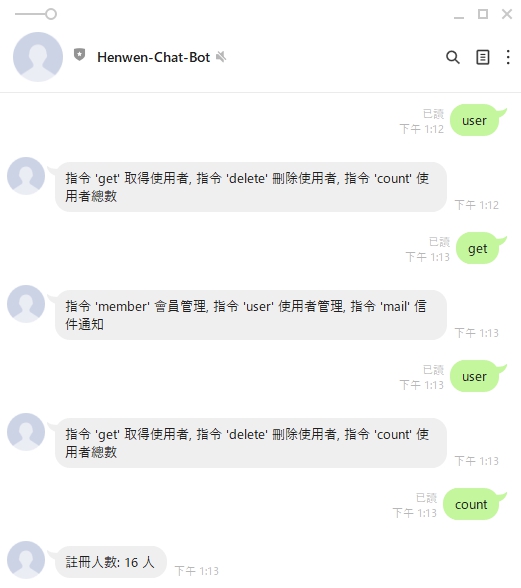 Henwen-Chat-Bot
已讀
下午 1:12
user
指令 'get' 取得使用者, 指令 'delete' 刪除使用者, 指令 'count' 使
用者總數
下午 1:12
已讀
下午 1:13
get
指令 'member' 會員管理, 指令 'user' 使用者管理, 指令 'mail' 信
件通知
下午 1:13
已讀
下午 1:13
user
指令 'get' 取得使用者, 指令 'delete' 刪除使用者, 指令 'count' 使
用者總數
下午 1:13
已讀
下午 1:13
count
註冊人數: 16 人
下午 1:13